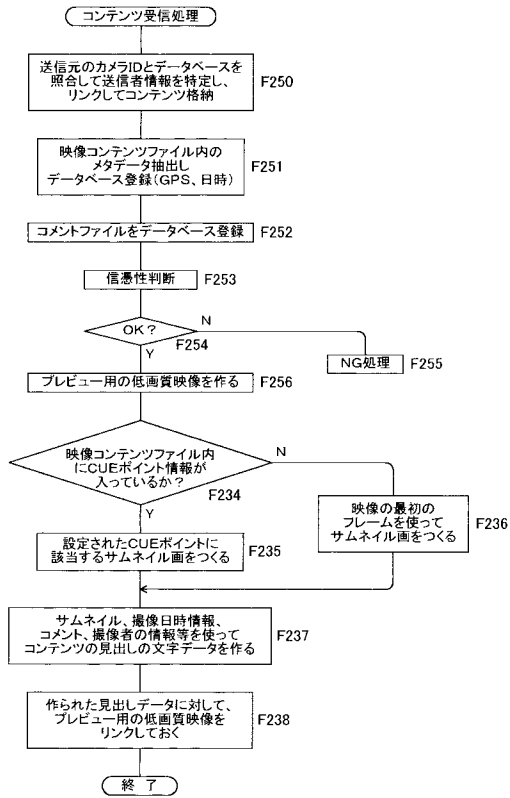 コンテンツ受信処理
送信元のカメラIDとデータベースを
照合して送信者情報を特定し、
リンクしてコンテンツ格納
F250
映像コンテンツファイル内の
メタデータ抽出し
データベース登録(GPS、日時)
F251
コメントファイルをデータベース登録
F252
信憑性判断
F253
OK?
N
F254
Y
NG処理
F255
プレビュー用の低画質映像を作る
F256
映像コンテンツファイル内
にCUEポイント情報が
入っているか?
N
F234
Y
映像の最初の
フレームを使って
サムネイル画をつくる
F236
設定されたCUEポイントに
該当するサムネイル画をつくる
F235
サムネイル、撮像日時情報、
コメント、撮像者の情報等を使って
コンテンツの見出しの文字データを作る
F237
作られた見出しデータに対して、
プレビュー用の低画質映像を
リンクしておく
F238
終了